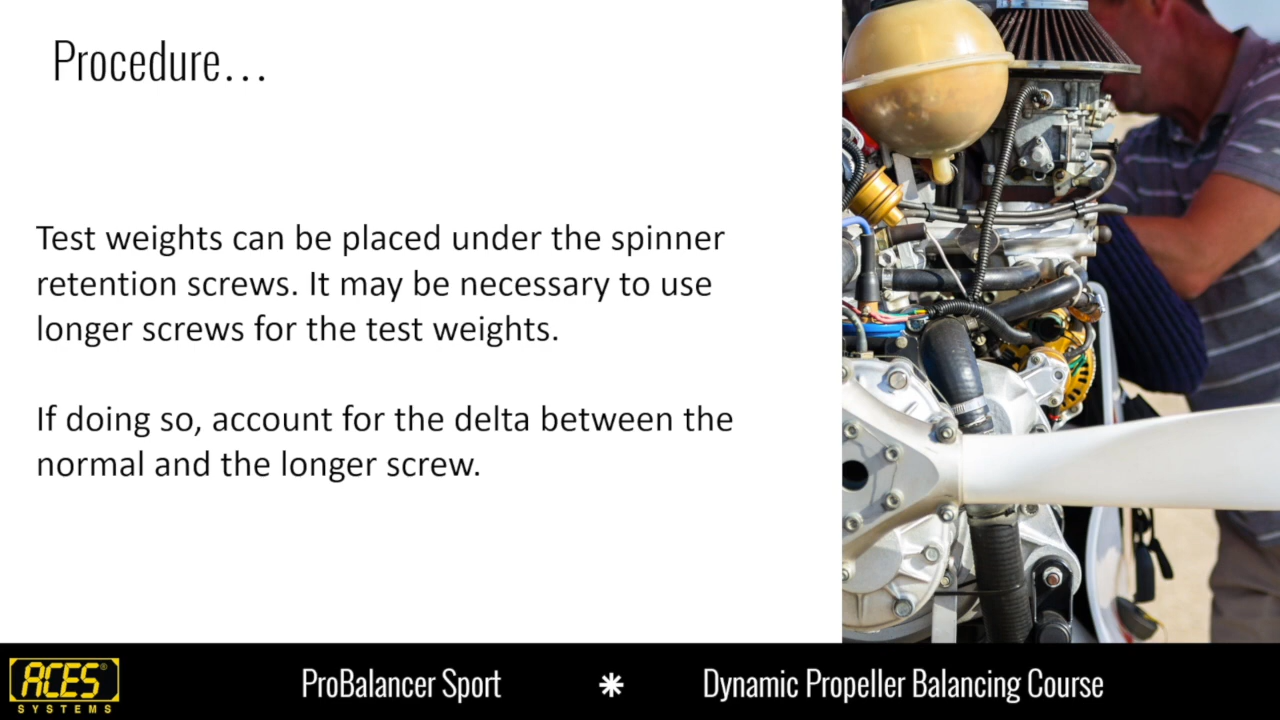 Procedure…
Test weights can be placed under the spinner
retention screws. It may be necessary to use
longer screws for the test weights.
If doing so, account for the delta between the
normal and the longer screw.
ACES®
SYSTEMS
ProBalancer Sport
Dynamic Propeller Balancing Course